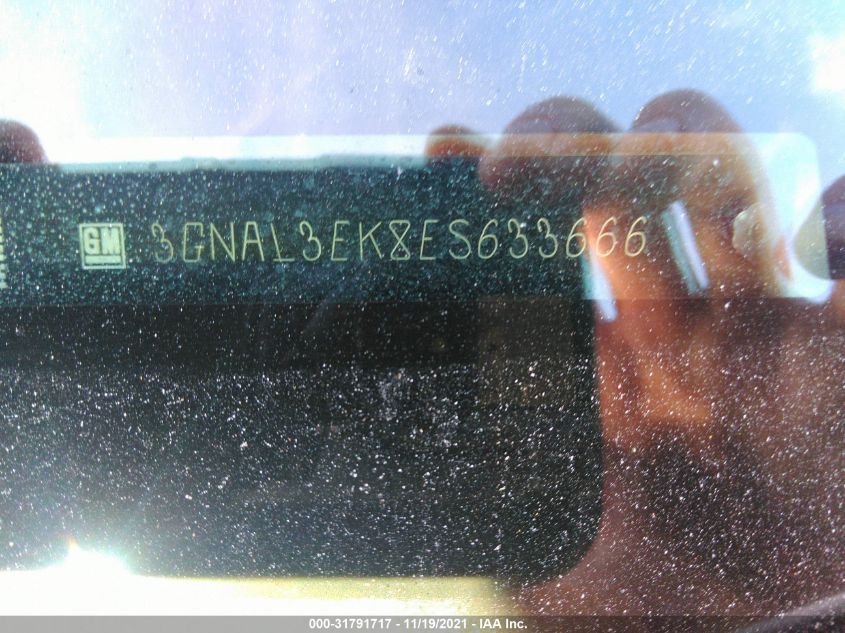 GM 3GNAL3EK8ES633666
000-31791717 - 11/19/2021 - IAA Inc.